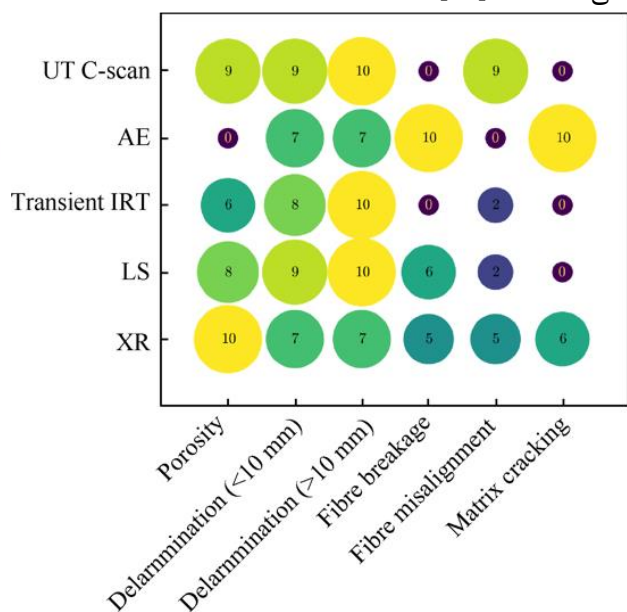 UT C-scan 9 9 10 0 9 0
AE 0 7 7 10 0 10
Transient IRT 6 8 10 0 2 0
LS 8 9 10 6 2 0
XR 10 7 7 5 5 6
Porosity
Delarnmination (<10 mm)
Delarnmination (>10 mm)
Fibre breakage
Fibre misalignment
Matrix cracking